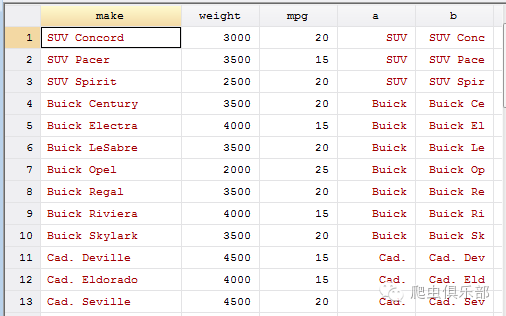 make weight mpg a b
1 SUV Concord 3000 20 SUV SUV Conc
2 SUV Pacer 3500 15 SUV SUV Pace
3 SUV Spirit 2500 20 SUV SUV Spir
4 Buick Century 3500 20 Buick Buick Ce
5 Buick Electra 4000 15 Buick Buick El
6 Buick LeSabre 3500 20 Buick Buick Le
7 Buick Opel 2000 25 Buick Buick Op
8 Buick Regal 3500 20 Buick Buick Re
9 Buick Riviera 4000 15 Buick Buick Ri
10 Buick Skylark 3500 20 Buick Buick Sk
11 Cad. Deville 4500 15 Cad. Cad. Dev
12 Cad. Eldorado 4000 15 Cad. Cad. Eld
13 Cad. Seville 4500 20 Cad. Cad. Sev
爬虫俱乐部